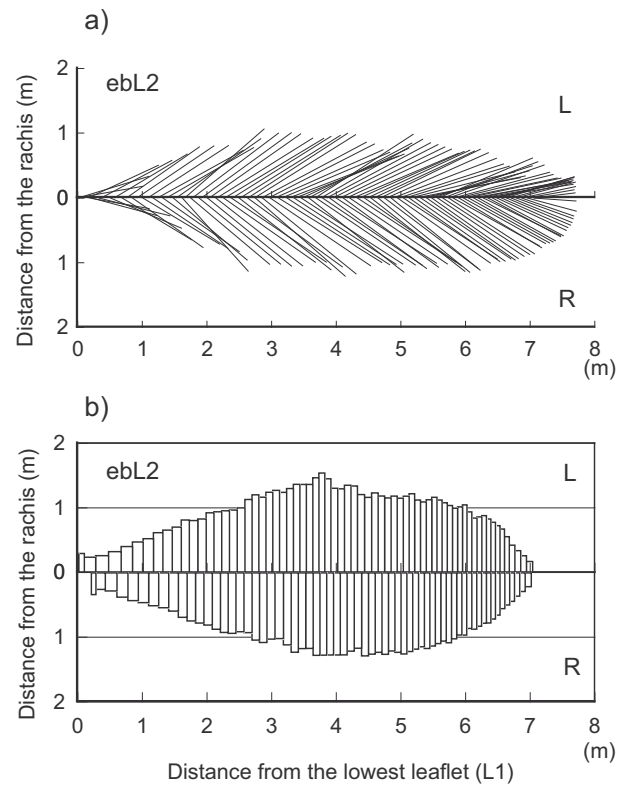 a)
2
ebL2
L
1
0
1
R
2
0 1 2 3 4 5 6 7 8
(m)
Distance from the rachis (m)
b)
2
ebL2
L
1
0
1
R
2
0 1 2 3 4 5 6 7 8
(m)
Distance from the rachis (m)
Distance from the lowest leaflet (L1)